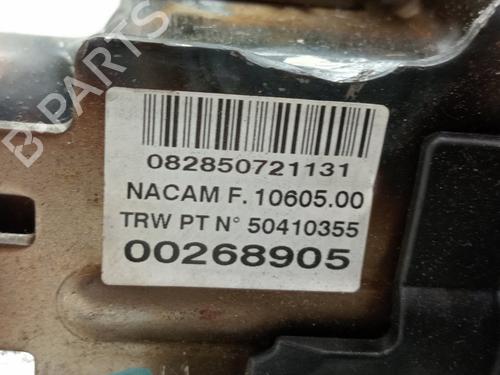 B PARTS
082850721131
NACAM F. 10605.00
TRW PT N° 50410355
00268905